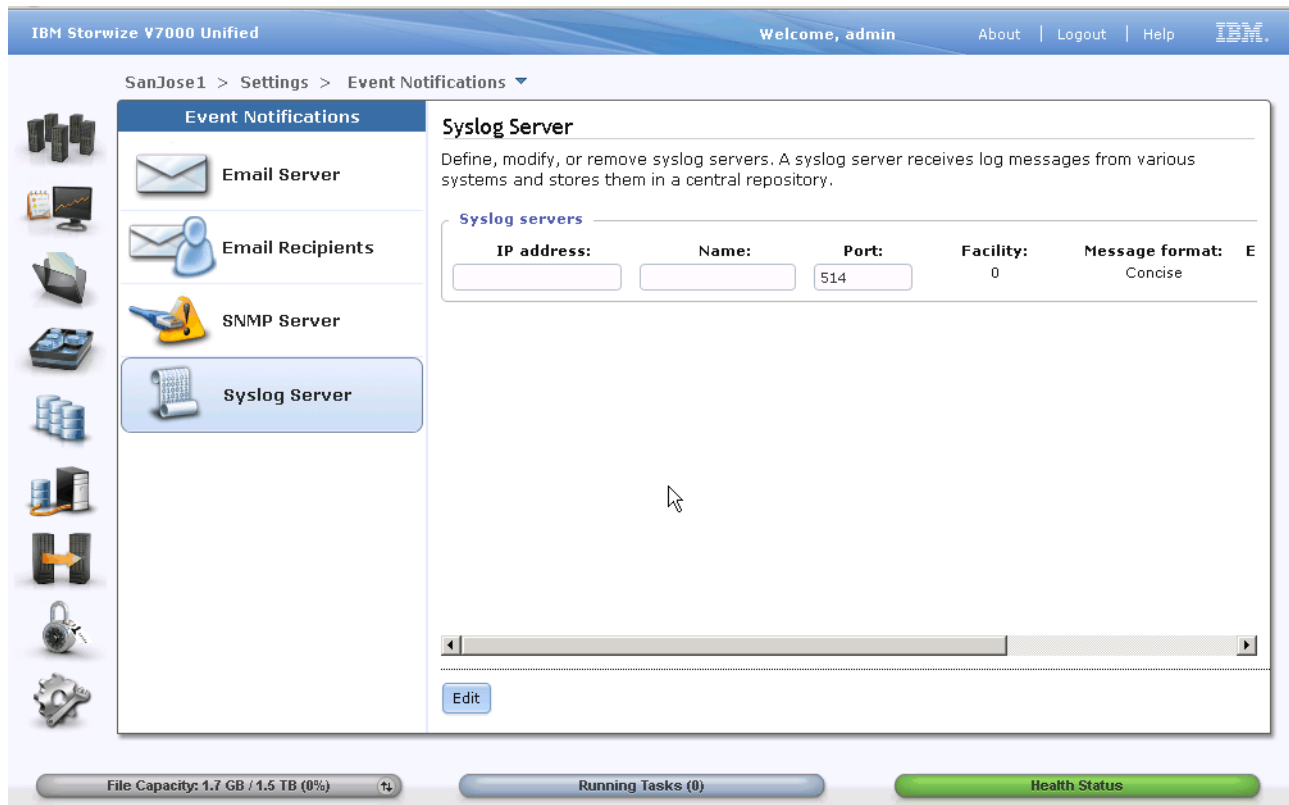 IBM Storwize V7000 Unified
Welcome, admin
About | Logout | Help
IBM.
SanJose1 > Settings > Event Notifications
Event Notifications
Email Server
Email Recipients
SNMP Server
Syslog Server
Syslog Server
Define, modify, or remove syslog servers. A syslog server receives log messages from various
systems and stores them in a central repository.
Syslog servers
IP address: Name: Port: Facility: Message format: E
514 0 Concise
Edit
File Capacity: 1.7 GB / 1.5 TB (0%)
Running Tasks (0)
Health Status